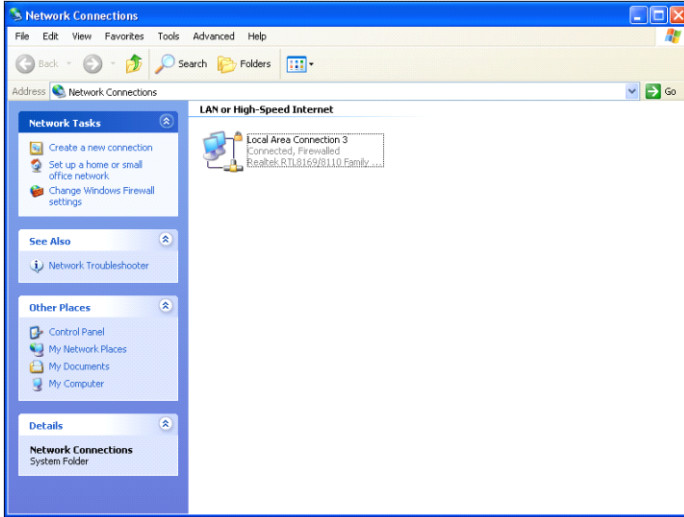 Network Connections
File Edit View Favorites Tools Advanced Help
Back Search Folders
Address Network Connections Go
Network Tasks
Create a new connection
Set up a home or small
office network
Change Windows Firewall
settings
See Also
Network Troubleshooter
Other Places
Control Panel
My Network Places
My Documents
My Computer
Details
Network Connections
System Folder
LAN or High-Speed Internet
Local Area Connection 3
Connected, Firewalled
Realtek RTL8169/8110 Family ...